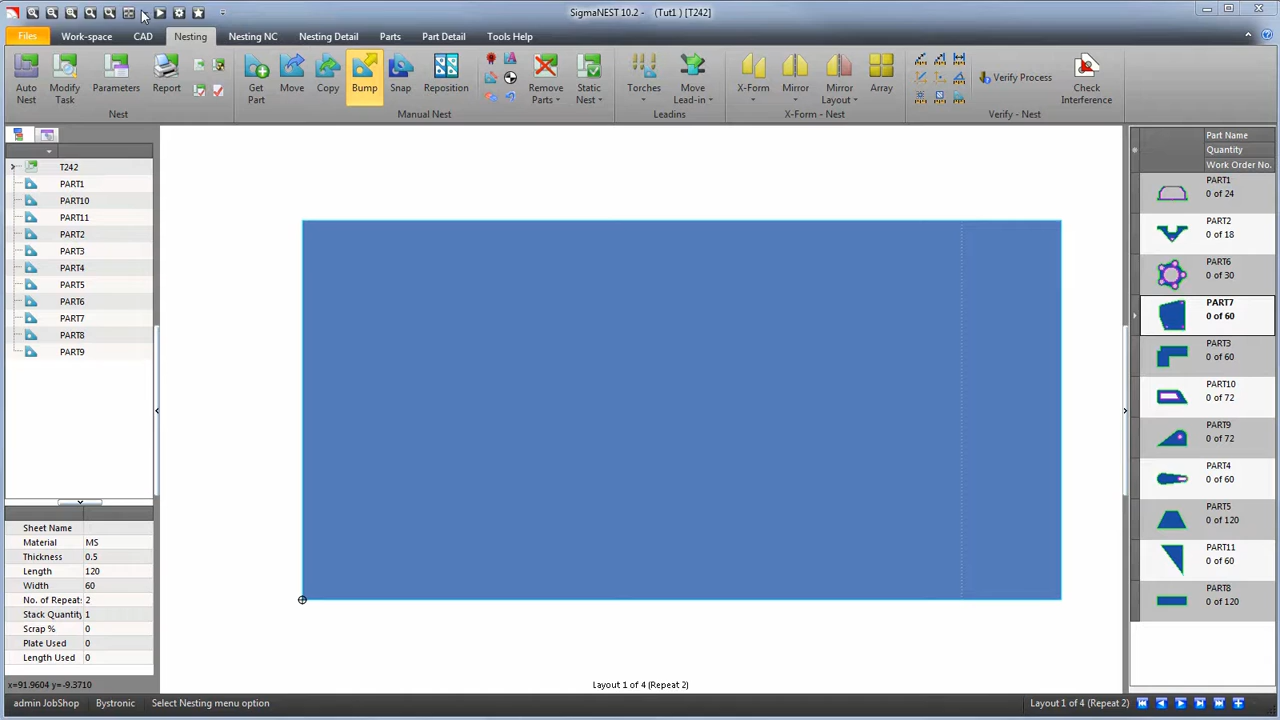 SigmaNEST 10.2 - (Tut1 ) [T242]
Files Work-space CAD Nesting Nesting NC Nesting Detail Parts Part Detail Tools Help
Auto Nest
Modify Task
Parameters
Report
Get Part
Move
Copy
Bump
Snap
Reposition
Remove Parts
Static Nest
Torches
Move Lead-in
X-Form
Mirror
Mirror Layout
Array
Verify Process
Check Interference
Nest Manual Nest Leadins X-Form - Nest Verify - Nest
T242
PART1
PART10
PART11
PART2
PART3
PART4
PART5
PART6
PART7
PART8
PART9
Sheet Name
Material MS
Thickness 0.5
Length 120
Width 60
No. of Repeat: 2
Stack Quantity 1
Scrap % 0
Plate Used 0
Length Used 0
x=91.9604 y=-9.3710
Layout 1 of 4 (Repeat 2)
Part Name
Quantity
Work Order No.
PART1
0 of 24
PART2
0 of 18
PART6
0 of 30
PART7
0 of 60
PART3
0 of 60
PART10
0 of 72
PART9
0 of 72
PART4
0 of 60
PART5
0 of 120
PART11
0 of 60
PART8
0 of 120
admin JobShop Bystronic Select Nesting menu option Layout 1 of 4 (Repeat 2)